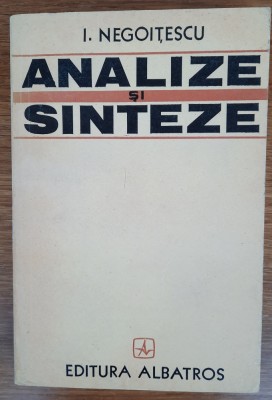 I. NEGOIȚESCU
ANALIZE
ȘI
SINTEZE
EDITURA ALBATROS